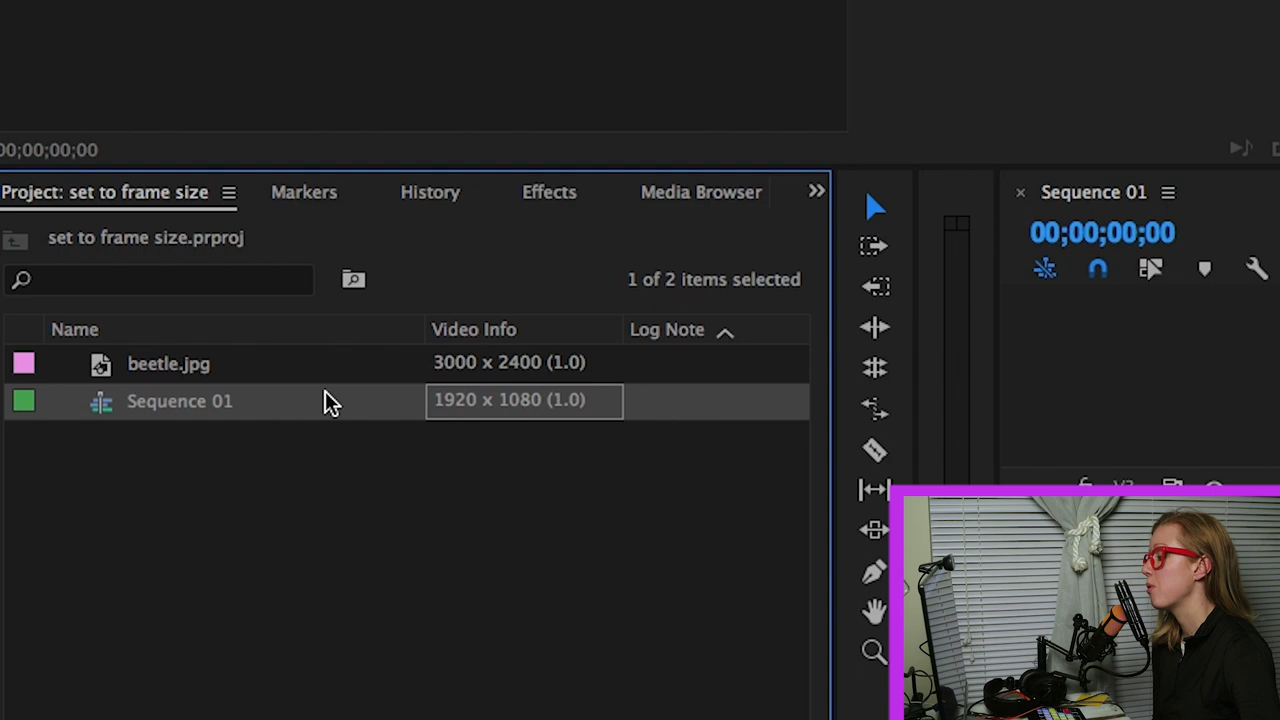 00;00;00;00
Project: set to frame size
Markers
History
Effects
Media Browser
Sequence 01
set to frame size.prproj
00;00;00;00
1 of 2 items selected
Name
Video Info
Log Note
beetle.jpg
3000 x 2400 (1.0)
Sequence 01
1920 x 1080 (1.0)